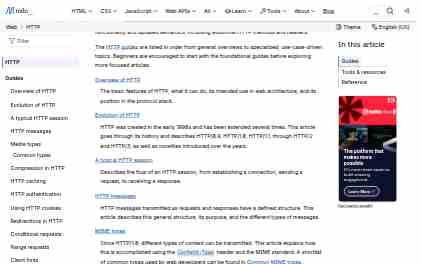 mdn_
HTML
CSS
JavaScript
Web APIs
All
Learn
Tools
About
Blog
Web > HTTP
Theme
English (US)
Filter
HTTP
Guides
Overview of HTTP
Evolution of HTTP
A typical HTTP session
HTTP messages
Media types
Common types
Compression in HTTP
HTTP caching
HTTP authentication
Using HTTP cookies
Redirections in HTTP
Conditional requests
Range requests
Client hints
The HTTP guides are listed in order from general overviews to specialized, use-case-driven
topics. Beginners are encouraged to start with the foundational guides before exploring
more focused articles.
Overview of HTTP
The basic features of HTTP, what it can do, its intended use in web architecture, and its
position in the protocol stack.
Evolution of HTTP
HTTP was created in the early 1990s and has been extended several times. This article
goes through its history and describes HTTP/0.9, HTTP/1.0, HTTP/1.1, through HTTP/2
and HTTP/3, as well as novelties introduced over the years.
A typical HTTP session
Describes the flow of an HTTP session, from establishing a connection, sending a
request, to receiving a response.
HTTP messages
HTTP messages transmitted as requests and responses have a defined structure. This
article describes this general structure, its purpose, and the different types of messages.
MIME types
Since HTTP/1.0, different types of content can be transmitted. This article explains how
this is accomplished using the Content-Type header and the MIME standard. A shortlist
of common types used by web developers can be found in Common MIME types.
In this article
Guides
Tools & resources
Reference
The platform that
makes more
possible
Learn More